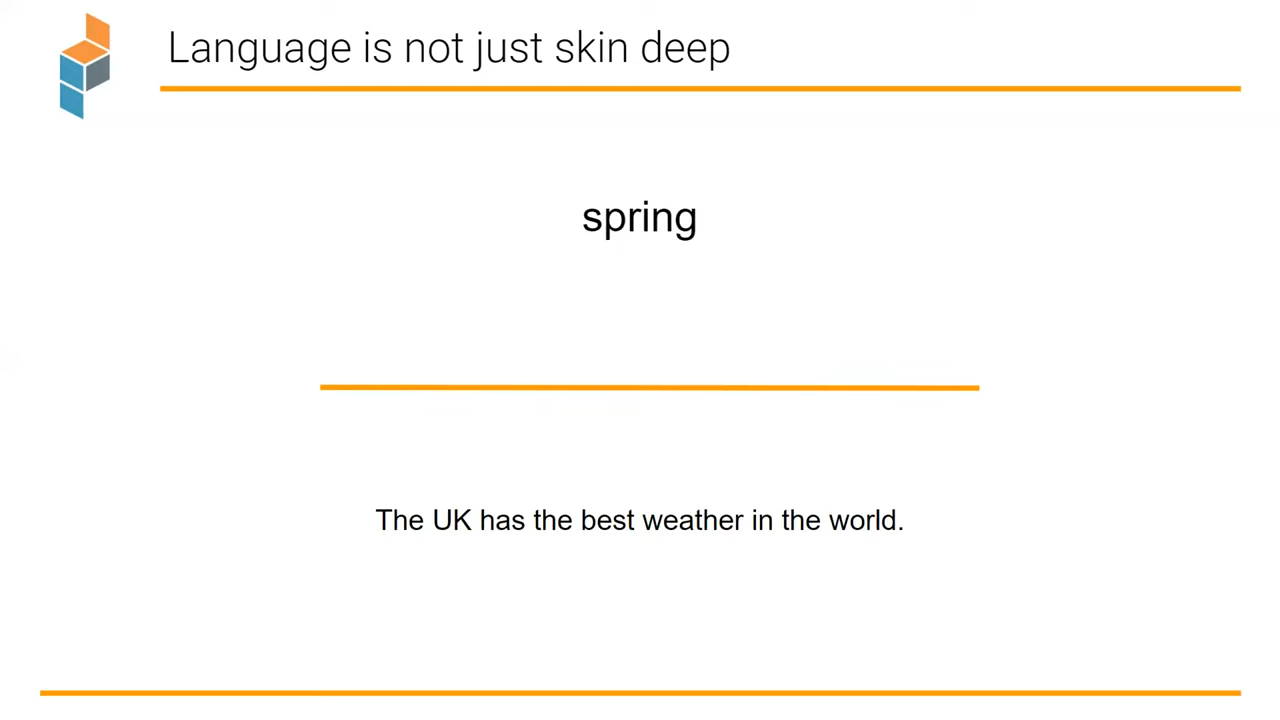 Language is not just skin deep
spring
The UK has the best weather in the world.